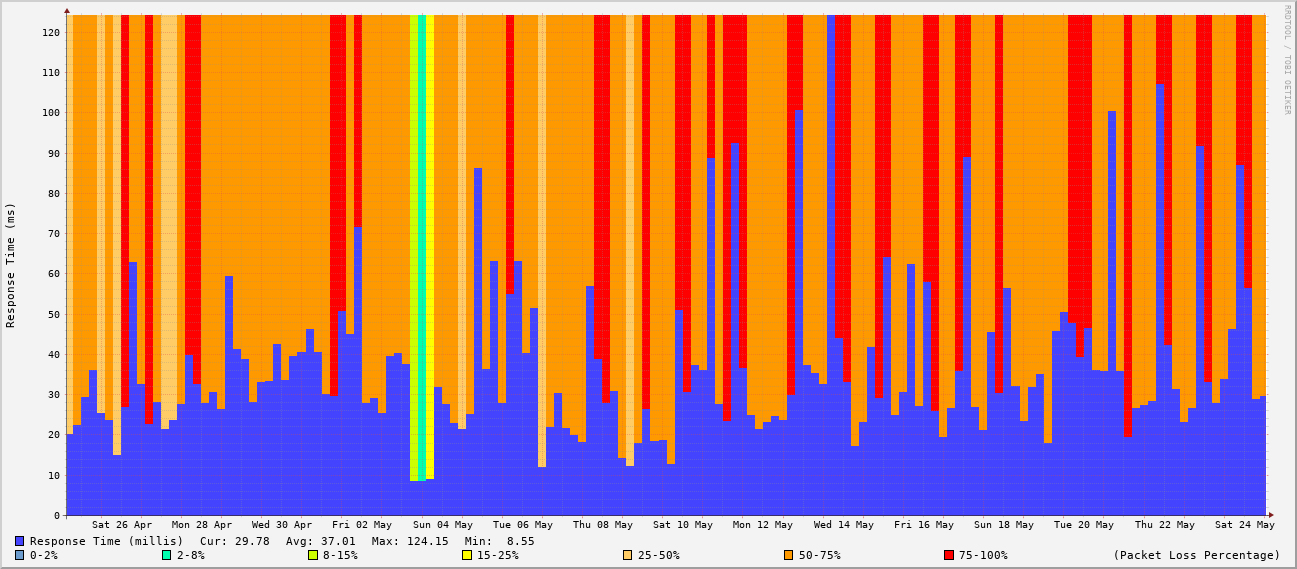 RRDTOOL / TOBI OETIKER
Response Time (ms)
120
110
100
90
80
70
60
50
40
30
20
10
0
Sat 26 Apr Mon 28 Apr Wed 30 Apr Fri 02 May Sun 04 May Tue 06 May Thu 08 May Sat 10 May Mon 12 May Wed 14 May Fri 16 May Sun 18 May Tue 20 May Thu 22 May Sat 24 May
Response Time (millis) Cur: 29.78 Avg: 37.01 Max: 124.15 Min: 8.55
0-2% 2-8% 8-15% 15-25% 25-50% 50-75% 75-100% (Packet Loss Percentage)